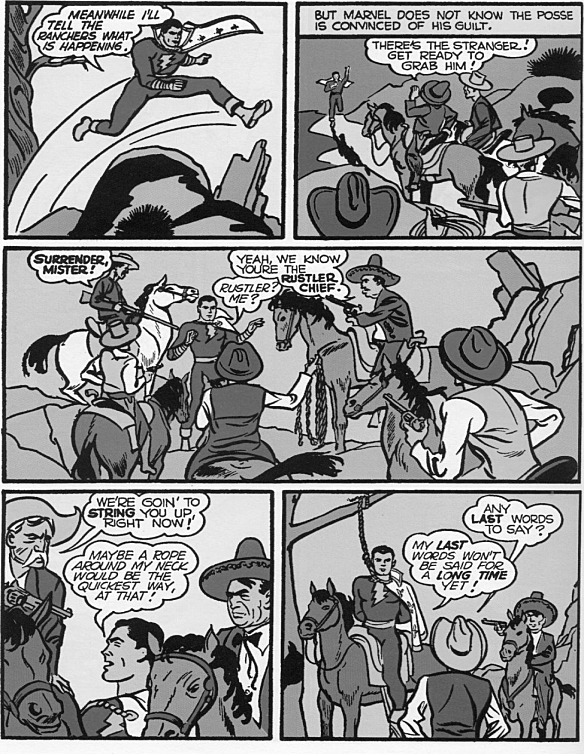 MEANWHILE I'LL
TELL THE
RANCHERS WHAT
IS HAPPENING.
BUT MARVEL DOES NOT KNOW THE POSSE
IS CONVINCED OF HIS GUILT.
THERE'S THE STRANGER!
GET READY TO
GRAB HIM!
SURRENDER,
MISTER!
YEAH, WE KNOW
YOU'RE THE
RUSTLER
CHIEF.
RUSTLER?
ME?
WE'RE GOIN' TO
STRING YOU UP,
RIGHT NOW!
MAYBE A ROPE
AROUND MY NECK
WOULD BE THE
QUICKEST WAY,
AT THAT!
ANY
LAST WORDS
TO SAY?
MY LAST
WORDS WON'T
BE SAID FOR
A LONG TIME
YET!